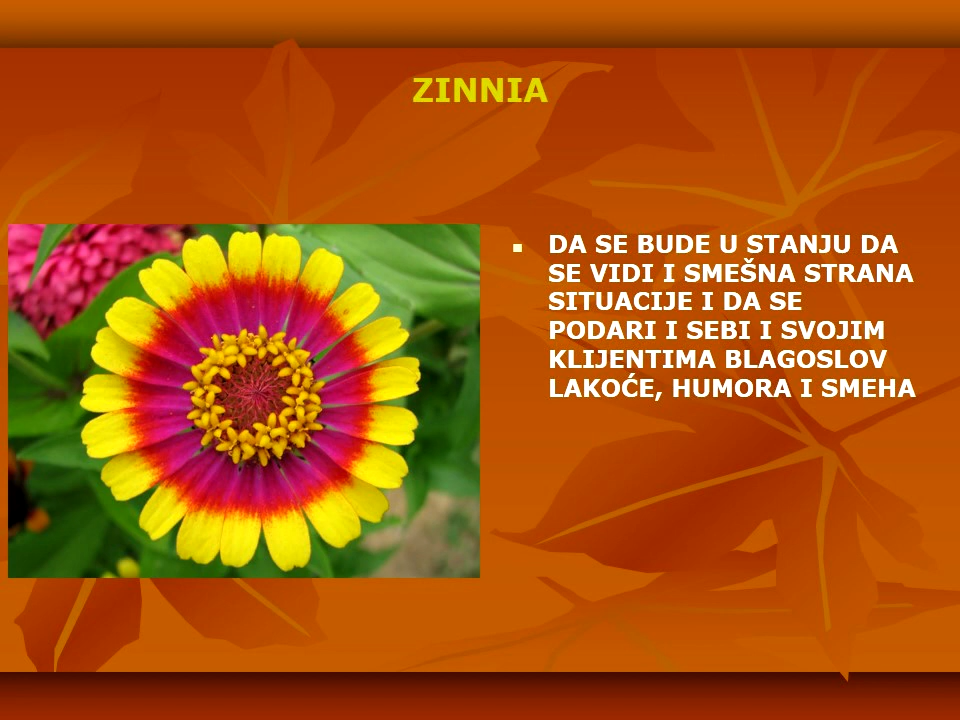 ZINNIA
DA SE BUDE U STANJU DA
SE VIDI I SMEŠNA STRANA
SITUACIJE I DA SE
PODARI I SEBI I SVOJIM
KLIJENTIMA BLAGOSLOV
LAKOĆE, HUMORA I SMEHA